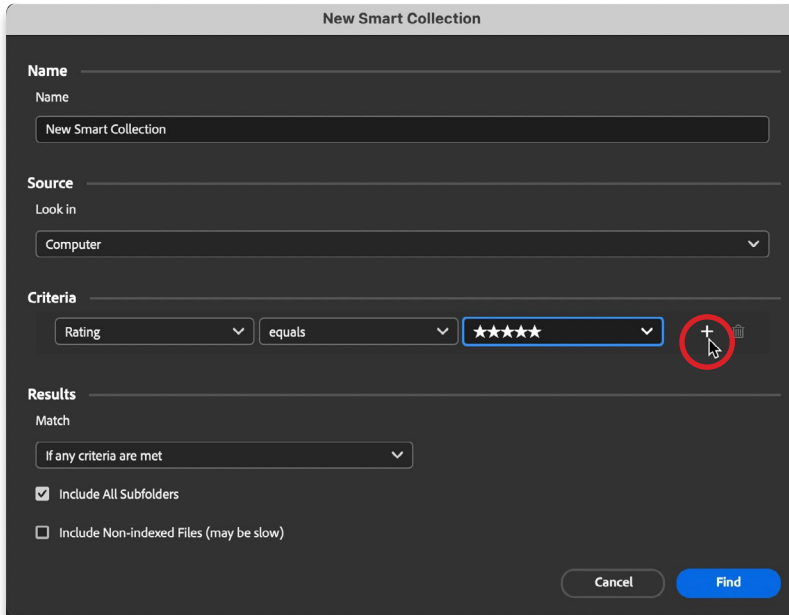 New Smart Collection
Name
Name
New Smart Collection
Source
Look in
Computer
Criteria
Rating equals ★★★★★ +
Results
Match
If any criteria are met
Include All Subfolders
Include Non-indexed Files (may be slow)
Cancel Find